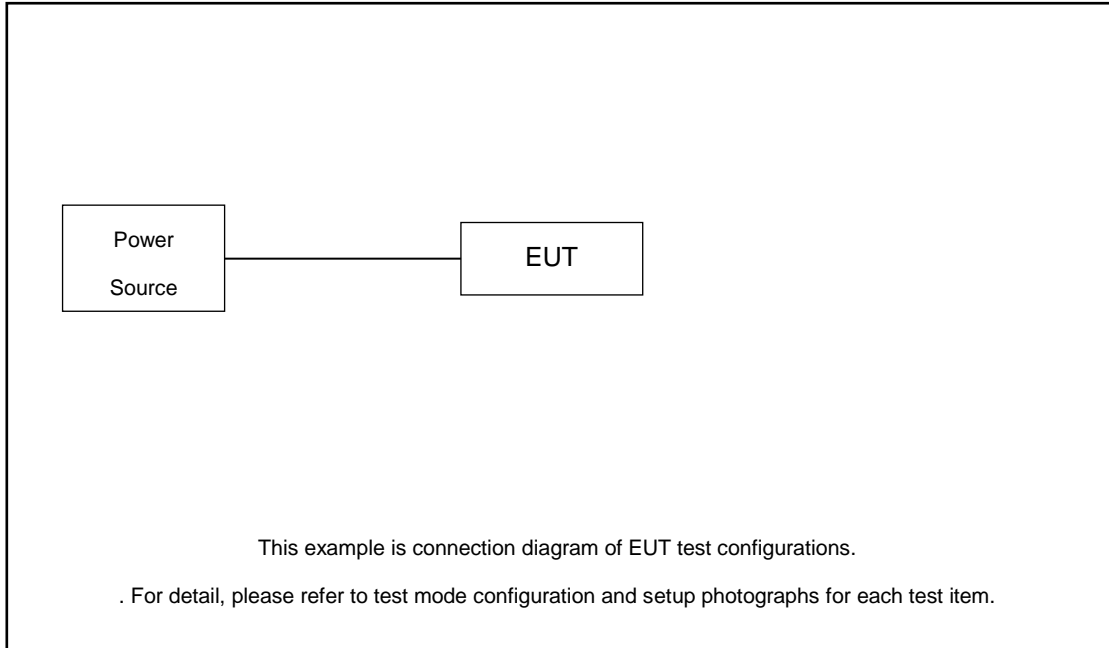 Power
Source
EUT
This example is connection diagram of EUT test configurations.
. For detail, please refer to test mode configuration and setup photographs for each test item.